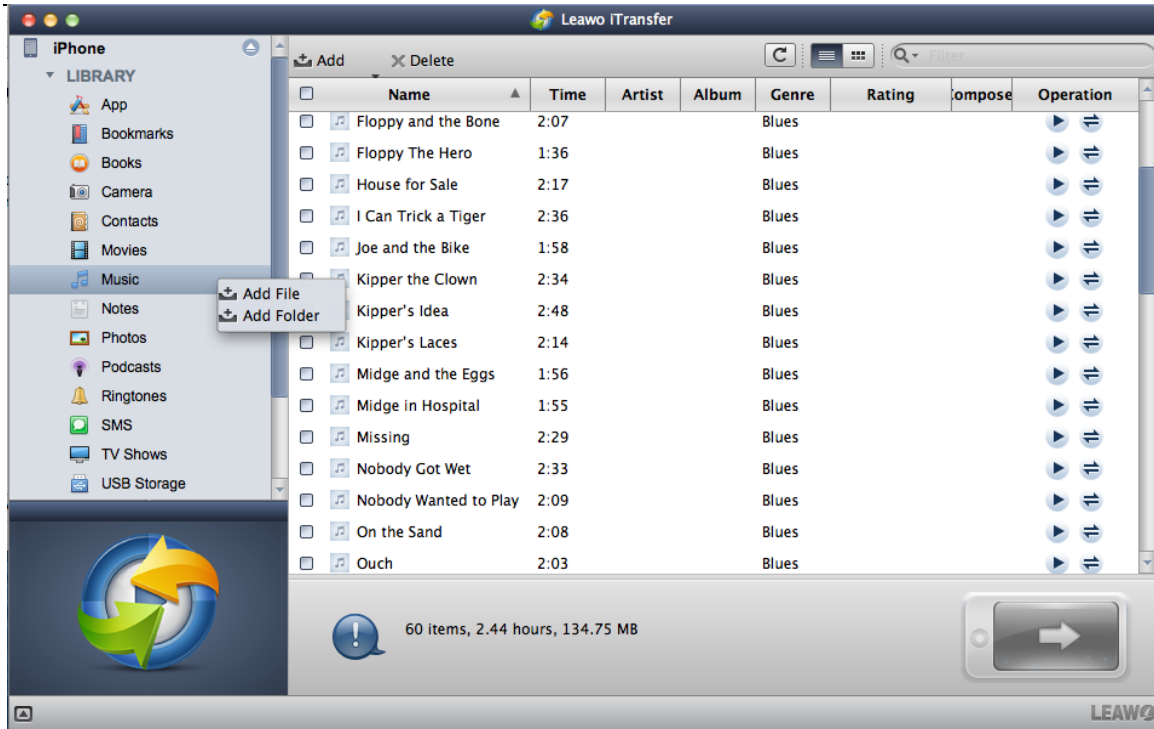 Leawo iTransfer
iPhone
LIBRARY
App
Bookmarks
Books
Camera
Contacts
Movies
Music
Notes
Photos
Podcasts
Ringtones
SMS
TV Shows
USB Storage
Add File
Add Folder
Add Delete Filter
Name Time Artist Album Genre Rating Compose Operation
Floppy and the Bone 2:07 Blues
Floppy The Hero 1:36 Blues
House for Sale 2:17 Blues
I Can Trick a Tiger 2:36 Blues
Joe and the Bike 1:58 Blues
Kipper the Clown 2:34 Blues
Kipper's Idea 2:48 Blues
Kipper's Laces 2:14 Blues
Midge and the Eggs 1:56 Blues
Midge in Hospital 1:55 Blues
Missing 2:29 Blues
Nobody Got Wet 2:33 Blues
Nobody Wanted to Play 2:09 Blues
On the Sand 2:08 Blues
Ouch 2:03 Blues
60 items, 2.44 hours, 134.75 MB
LEAWO